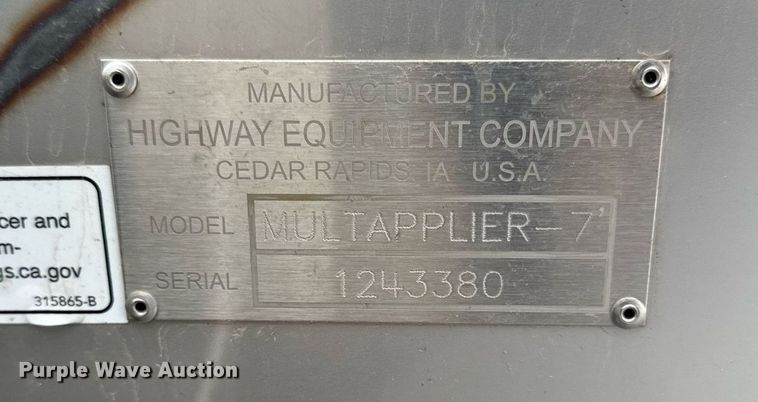 MANUFACTURED BY
HIGHWAY EQUIPMENT COMPANY
CEDAR RAPIDS IA U.S.A.
MODEL MULTAPPLIER-7'
SERIAL 1243380
cer and
m-
gs.ca.gov
315865-B
Purple Wave Auction